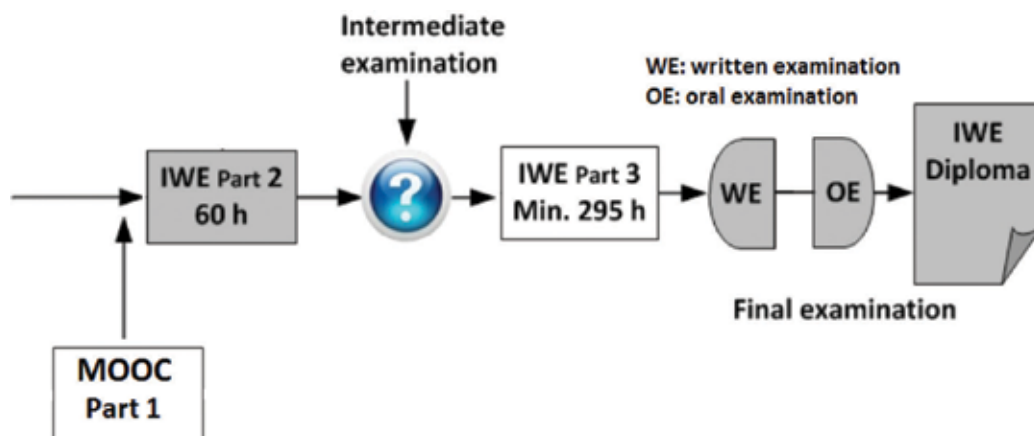 Intermediate
examination
WE: written examination
OE: oral examination
IWE Part 2
60 h
?
IWE Part 3
Min. 295 h
WE
OE
IWE
Diploma
Final examination
MOOC
Part 1